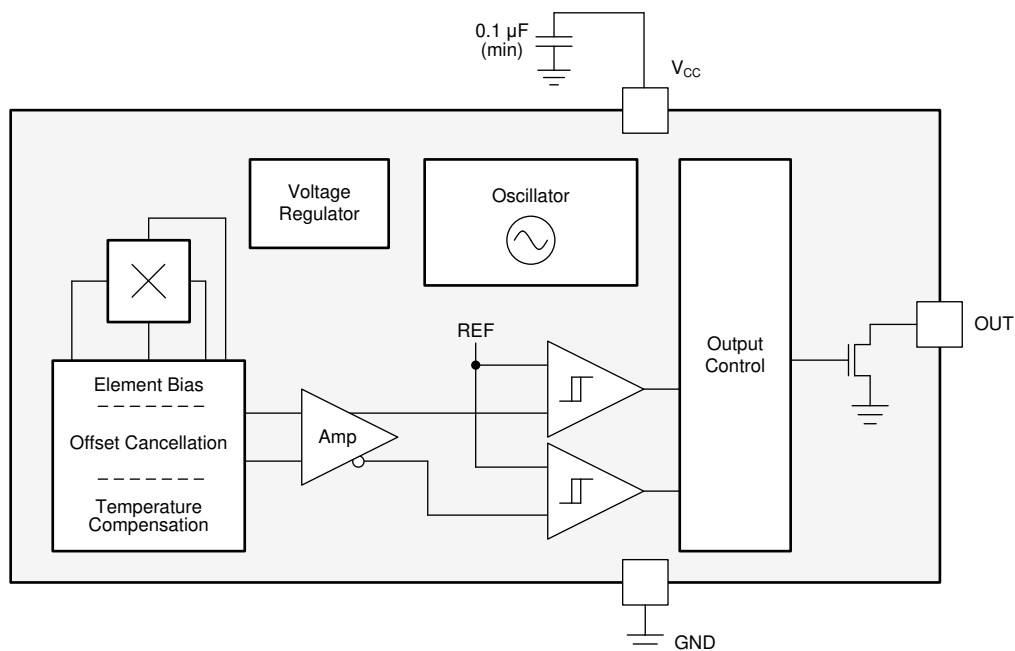 0.1 µF
(min)
VCC
Voltage
Regulator
Oscillator
REF
Output
Control
OUT
Element Bias
Offset Cancellation
Temperature
Compensation
Amp
GND